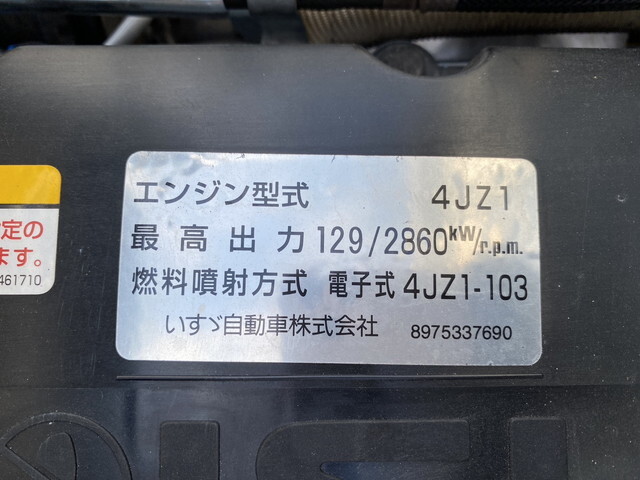 エンジン型式 4JZ1
最高出力 129/2860kW/r.p.m.
燃料噴射方式 電子式 4JZ1-103
いすゞ自動車株式会社 8975337690
定の
ます。
461710